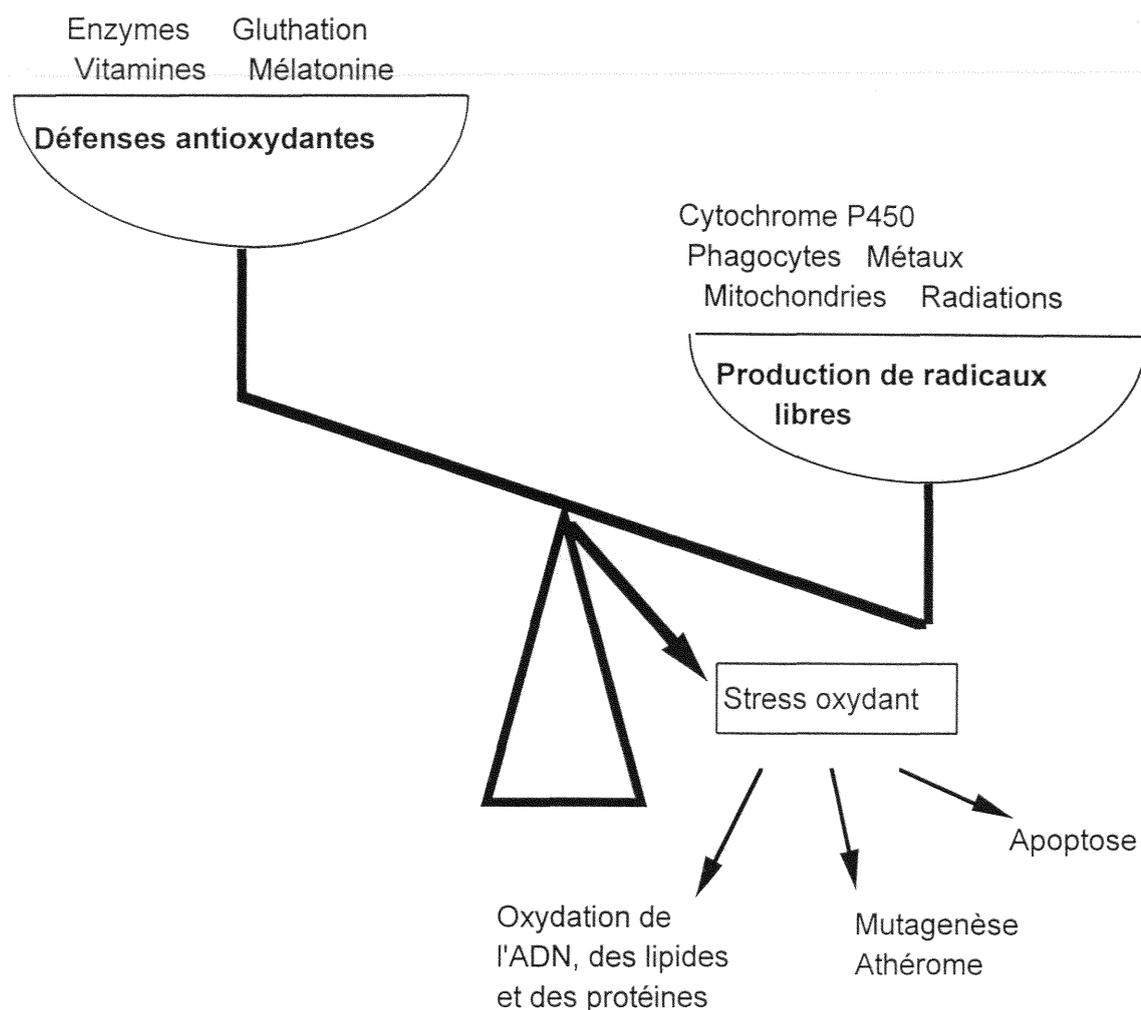 Enzymes Gluthation
Vitamines Mélatonine
Défenses antioxydantes
Cytochrome P450
Phagocytes Métaux
Mitochondries Radiations
Production de radicaux
libres
Stress oxydant
Apoptose
Oxydation de
l'ADN, des lipides
et des protéines
Mutagenèse
Athérome